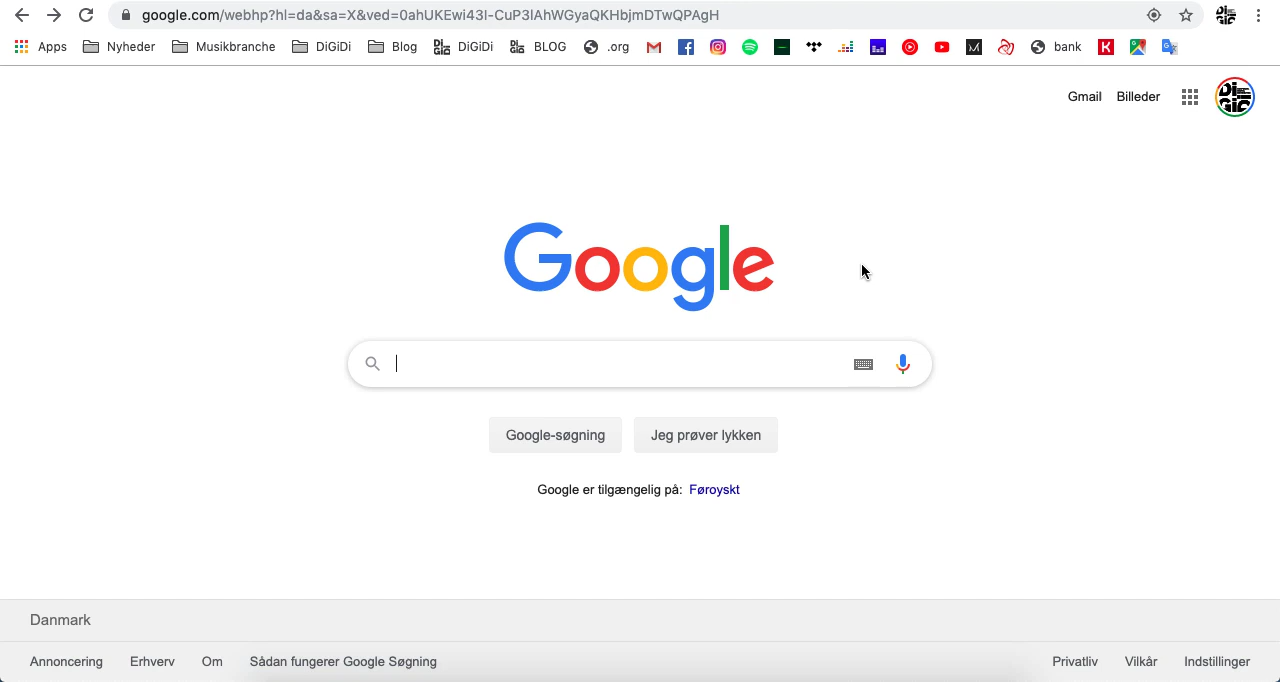 google.com/webhp?hl=da&sa=X&ved=0ahUKEwi43I-CuP3lAhWGyaQKHbjmDTwQPAgH
Apps Nyheder Musikbranche DiGiDi Blog DiGiDi BLOG .org bank
Gmail Billeder
Google
Google-søgning Jeg prøver lykken
Google er tilgængelig på: Føroyskt
Danmark
Annoncering Erhverv Om Sådan fungerer Google Søgning Privatliv Vilkår Indstillinger